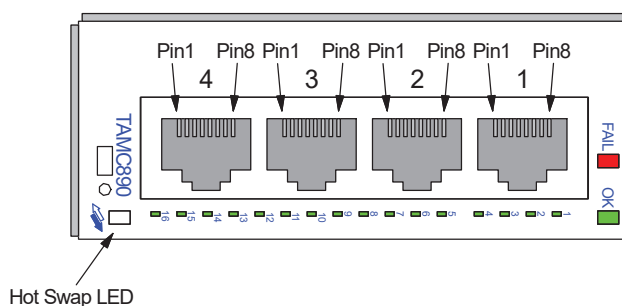 Pin1 Pin8 Pin1 Pin8 Pin1 Pin8 Pin1 Pin8
4 3 2 1
TAMC890
FAIL
OK
16 15 14 13 12 11 10 9 8 7 6 5 4 3 2 1
Hot Swap LED